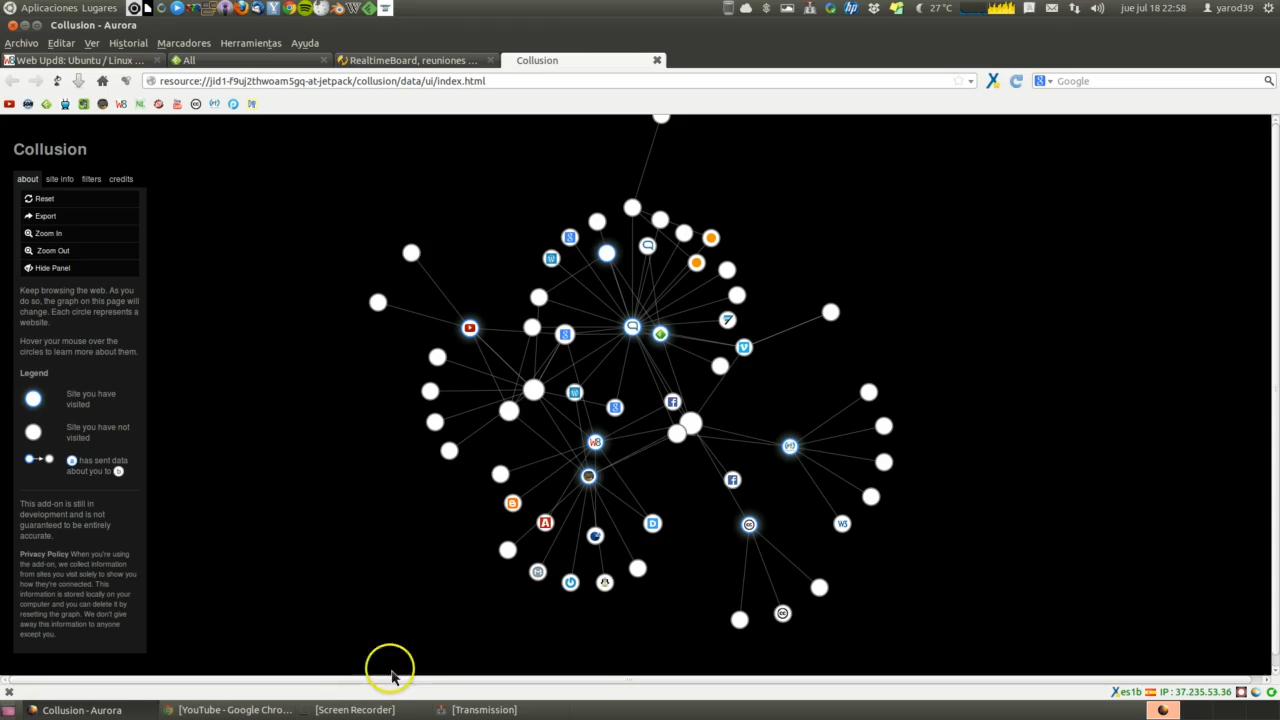 Aplicaciones Lugares
27°C
jue jul 18 22:58
yarod39
Collusion - Aurora
Archivo Editar Ver Historial Marcadores Herramientas Ayuda
Web Upd8: Ubuntu / Linux ...
All
RealtimeBoard, reuniones ...
Collusion
resource://jid1-f9uj2thwoam5gq-at-jetpack/collusion/data/ui/index.html
Google
Collusion
about site info filters credits
Reset
Export
Zoom In
Zoom Out
Hide Panel
Keep browsing the web. As you
do so, the graph on this page will
change. Each circle represents a
website.
Hover your mouse over the
circles to learn more about them.
Legend
Site you have
visited
Site you have not
visited
a has sent data
about you to b
This add-on is still in
development and is not
guaranteed to be entirely
accurate.
Privacy Policy When you're using
the add-on, we collect information
from sites you visit solely to show you
how they're connected. This
information is stored locally on your
computer and you can delete it by
resetting the graph. We don't give
away this information to anyone
except you.
es1b IP : 37.235.53.36
Collusion - Aurora
[YouTube - Google Chro...
[Screen Recorder]
[Transmission]